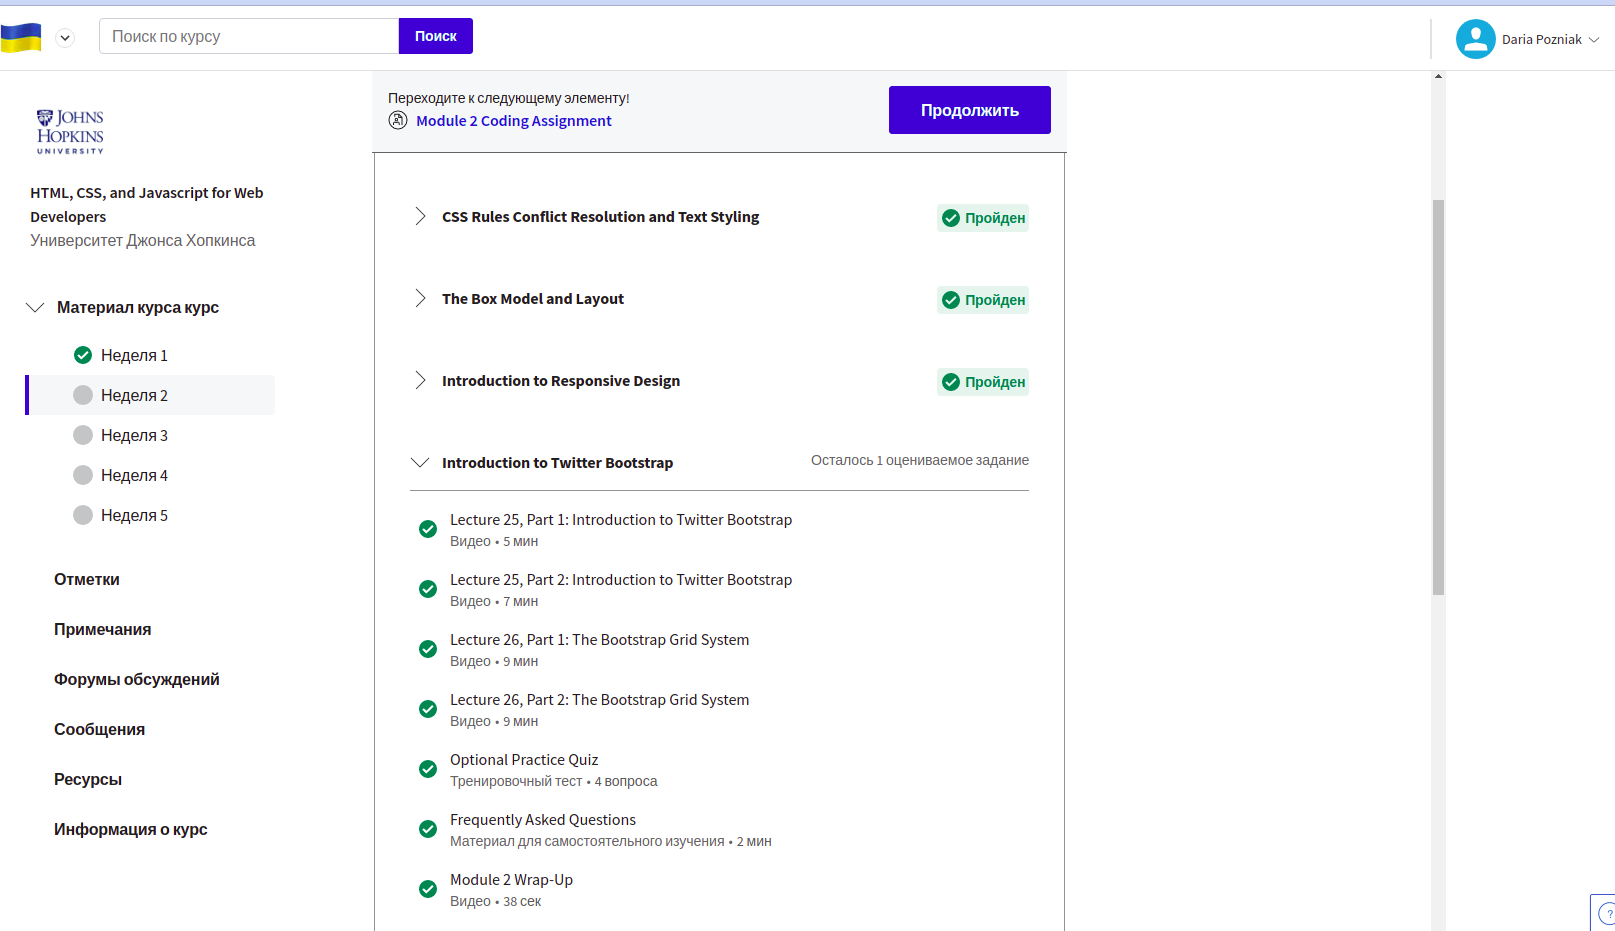 Поиск по курсу
Поиск
Daria Pozniak
JOHNS
HOPKINS
UNIVERSITY
HTML, CSS, and Javascript for Web
Developers
Университет Джонса Хопкинса
Материал курса курс
Неделя 1
Неделя 2
Неделя 3
Неделя 4
Неделя 5
Отметки
Примечания
Форумы обсуждений
Сообщения
Ресурсы
Информация о курс
Переходите к следующему элементу!
Module 2 Coding Assignment
Продолжить
CSS Rules Conflict Resolution and Text Styling
Пройден
The Box Model and Layout
Пройден
Introduction to Responsive Design
Пройден
Introduction to Twitter Bootstrap
Осталось 1 оцениваемое задание
Lecture 25, Part 1: Introduction to Twitter Bootstrap
Видео • 5 мин
Lecture 25, Part 2: Introduction to Twitter Bootstrap
Видео • 7 мин
Lecture 26, Part 1: The Bootstrap Grid System
Видео • 9 мин
Lecture 26, Part 2: The Bootstrap Grid System
Видео • 9 мин
Optional Practice Quiz
Тренировочный тест • 4 вопроса
Frequently Asked Questions
Материал для самостоятельного изучения • 2 мин
Module 2 Wrap-Up
Видео • 38 сек
?